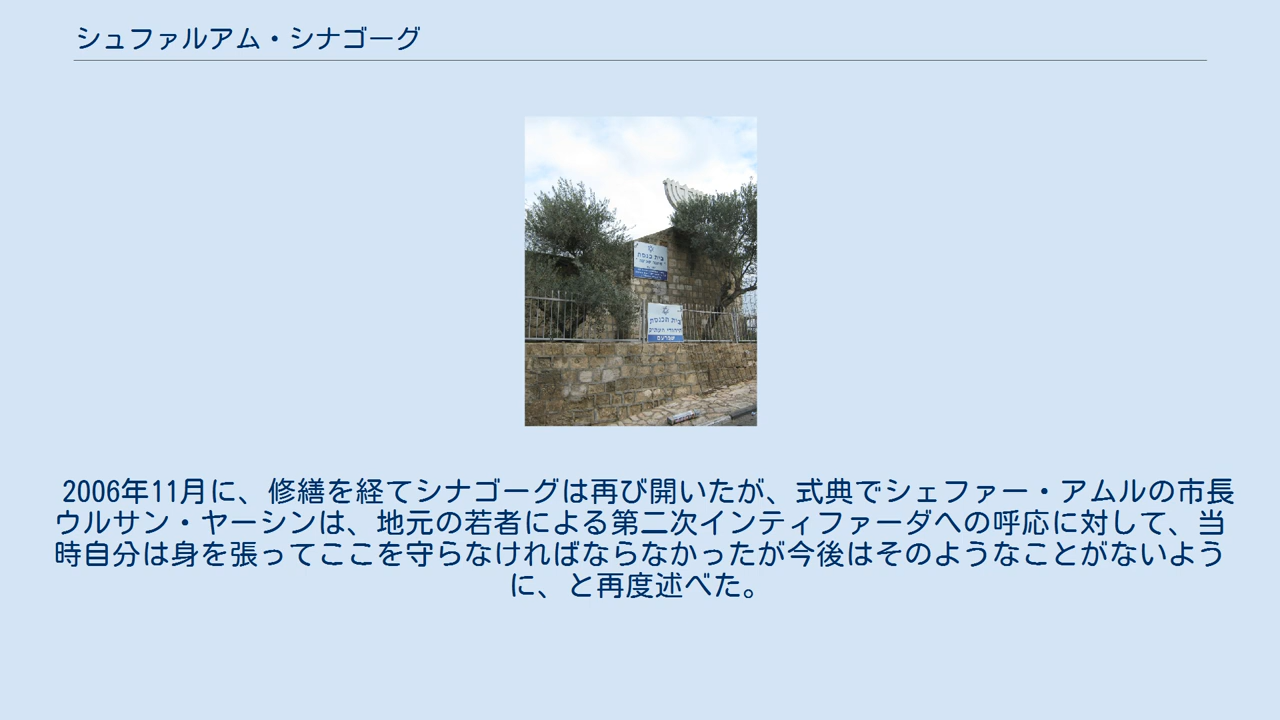 シュファルアム・シナゴーグ
בית כנסת
בית הכנסת
שפרעם
2006年11月に、修繕を経てシナゴーグは再び開いたが、式典でシェファー・アムルの市長
ウルサン・ヤーシンは、地元の若者による第二次インティファーダへの呼応に対して、当
時自分は身を張ってここを守らなければならなかったが今後はそのようなことがないよう
に、と再度述べた。